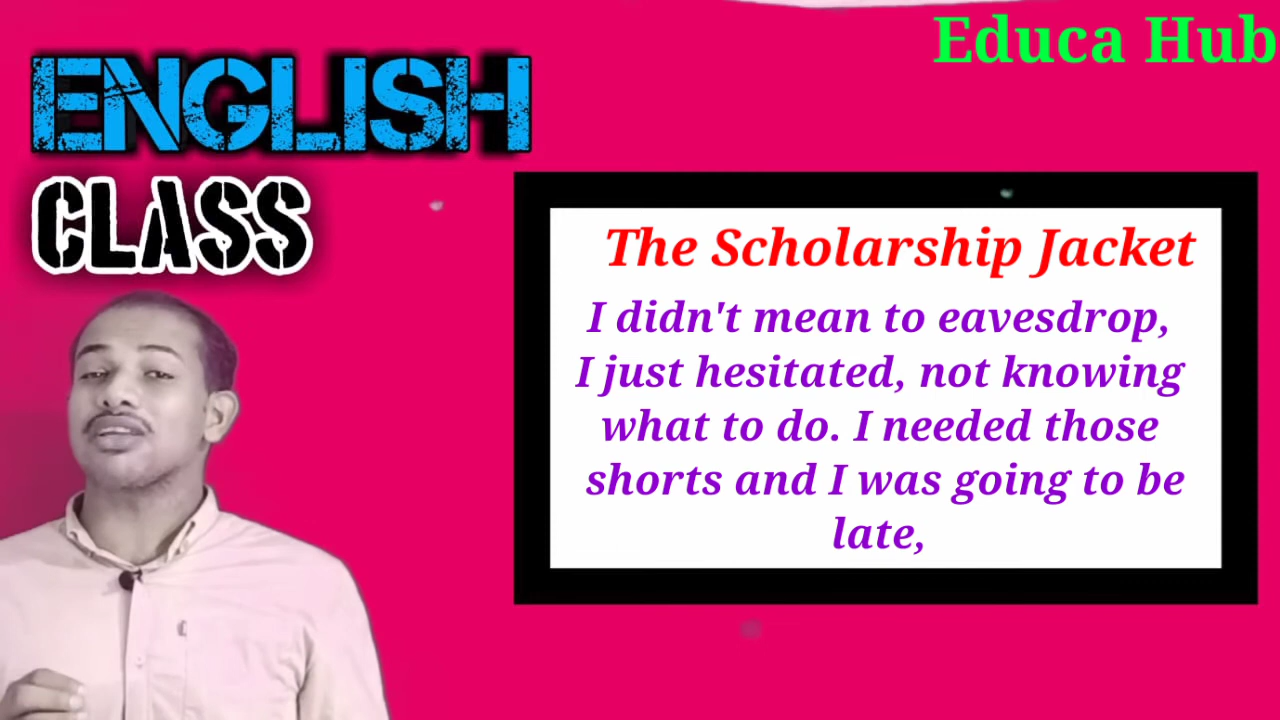 Educa Hub
ENGLISH
CLASS
The Scholarship Jacket
I didn't mean to eavesdrop,
I just hesitated, not knowing
what to do. I needed those
shorts and I was going to be
late,